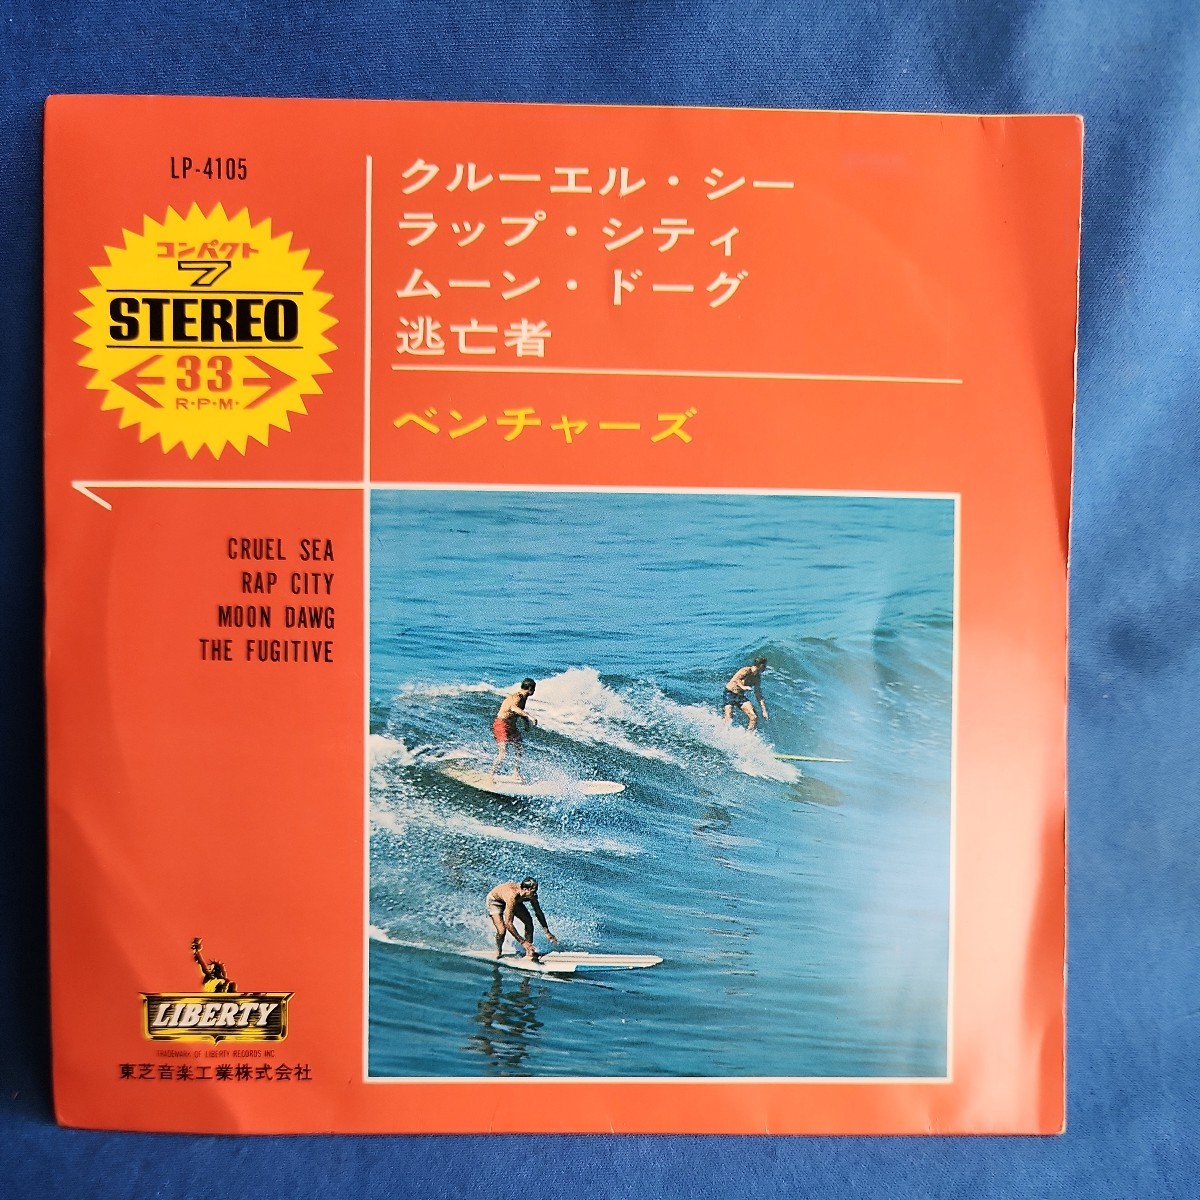 LP-4105
コンパクト
7
STEREO
33
R・P・M・
クルーエル・シー
ラップ・シティ
ムーン・ドーグ
逃亡者
ベンチャーズ
CRUEL SEA
RAP CITY
MOON DAWG
THE FUGITIVE
LIBERTY
TRADEMARK OF LIBERTY RECORDS INC
東芝音楽工業株式会社